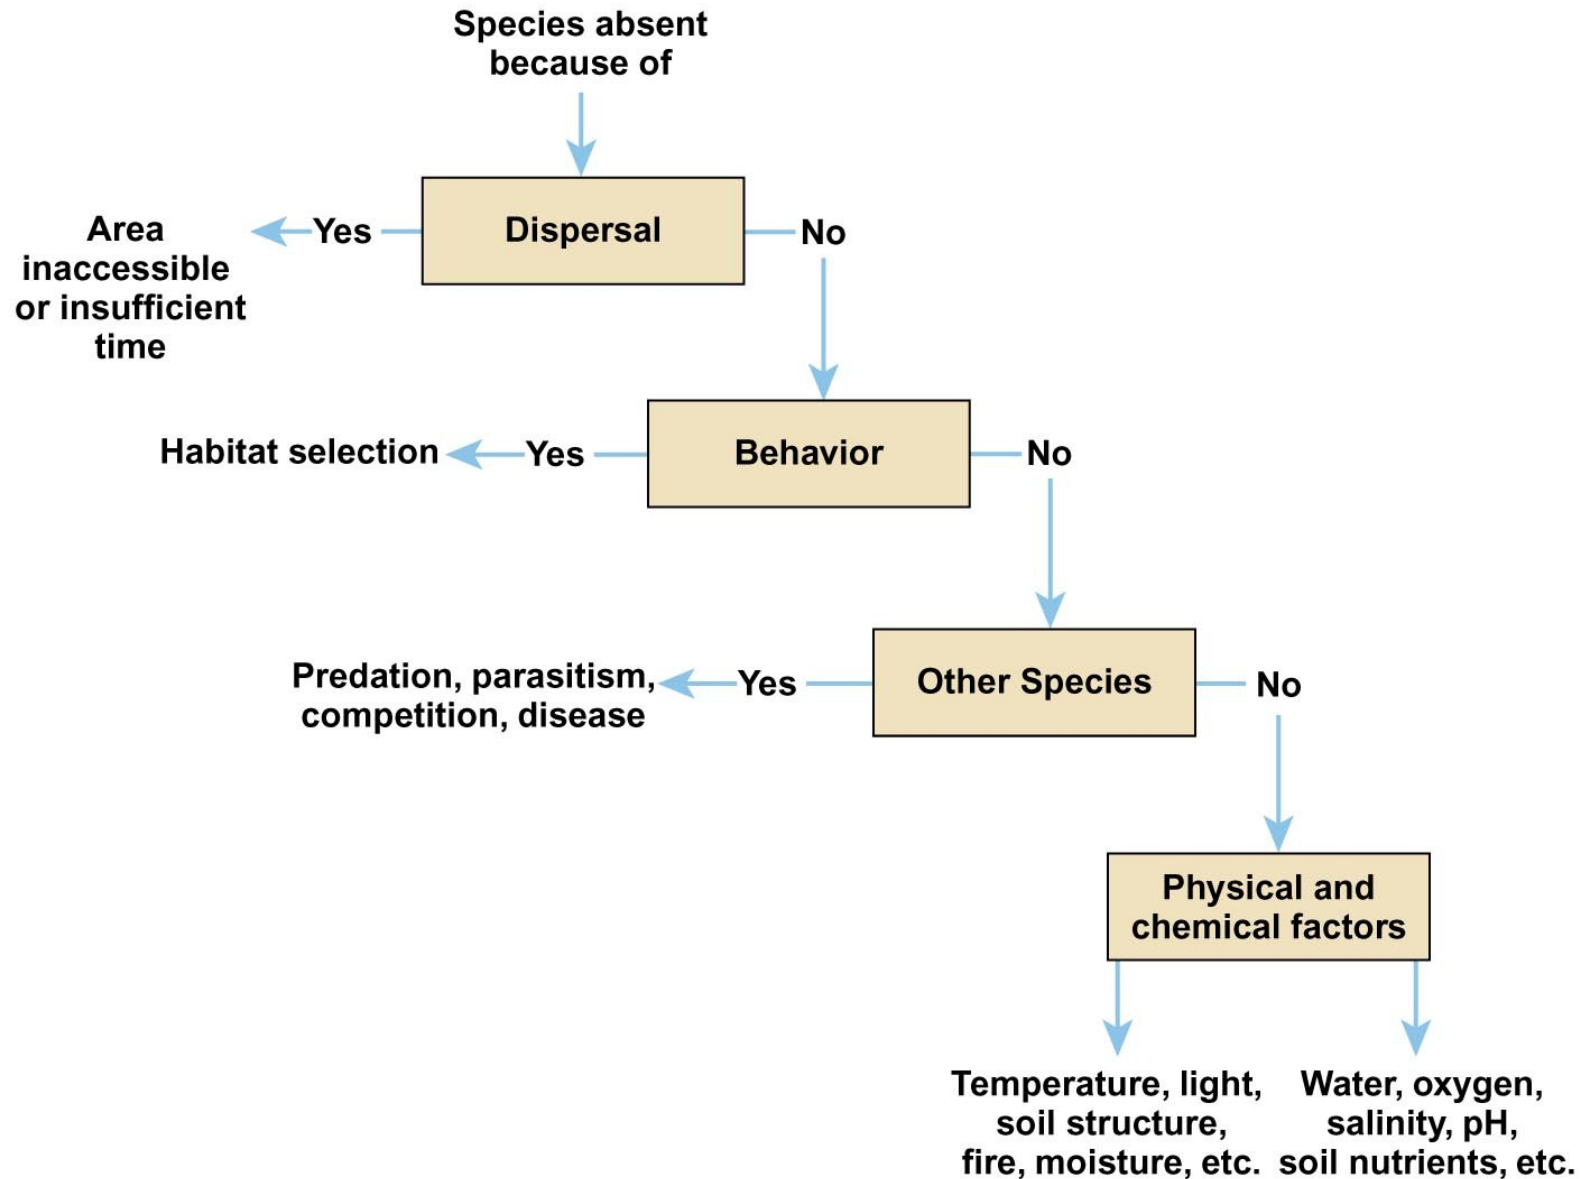 Species absent
because of
Dispersal
Yes
No
Area
inaccessible
or insufficient
time
Behavior
Yes
No
Habitat selection
Other Species
Yes
No
Predation, parasitism,
competition, disease
Physical and
chemical factors
Temperature, light,
soil structure,
fire, moisture, etc.
Water, oxygen,
salinity, pH,
soil nutrients, etc.